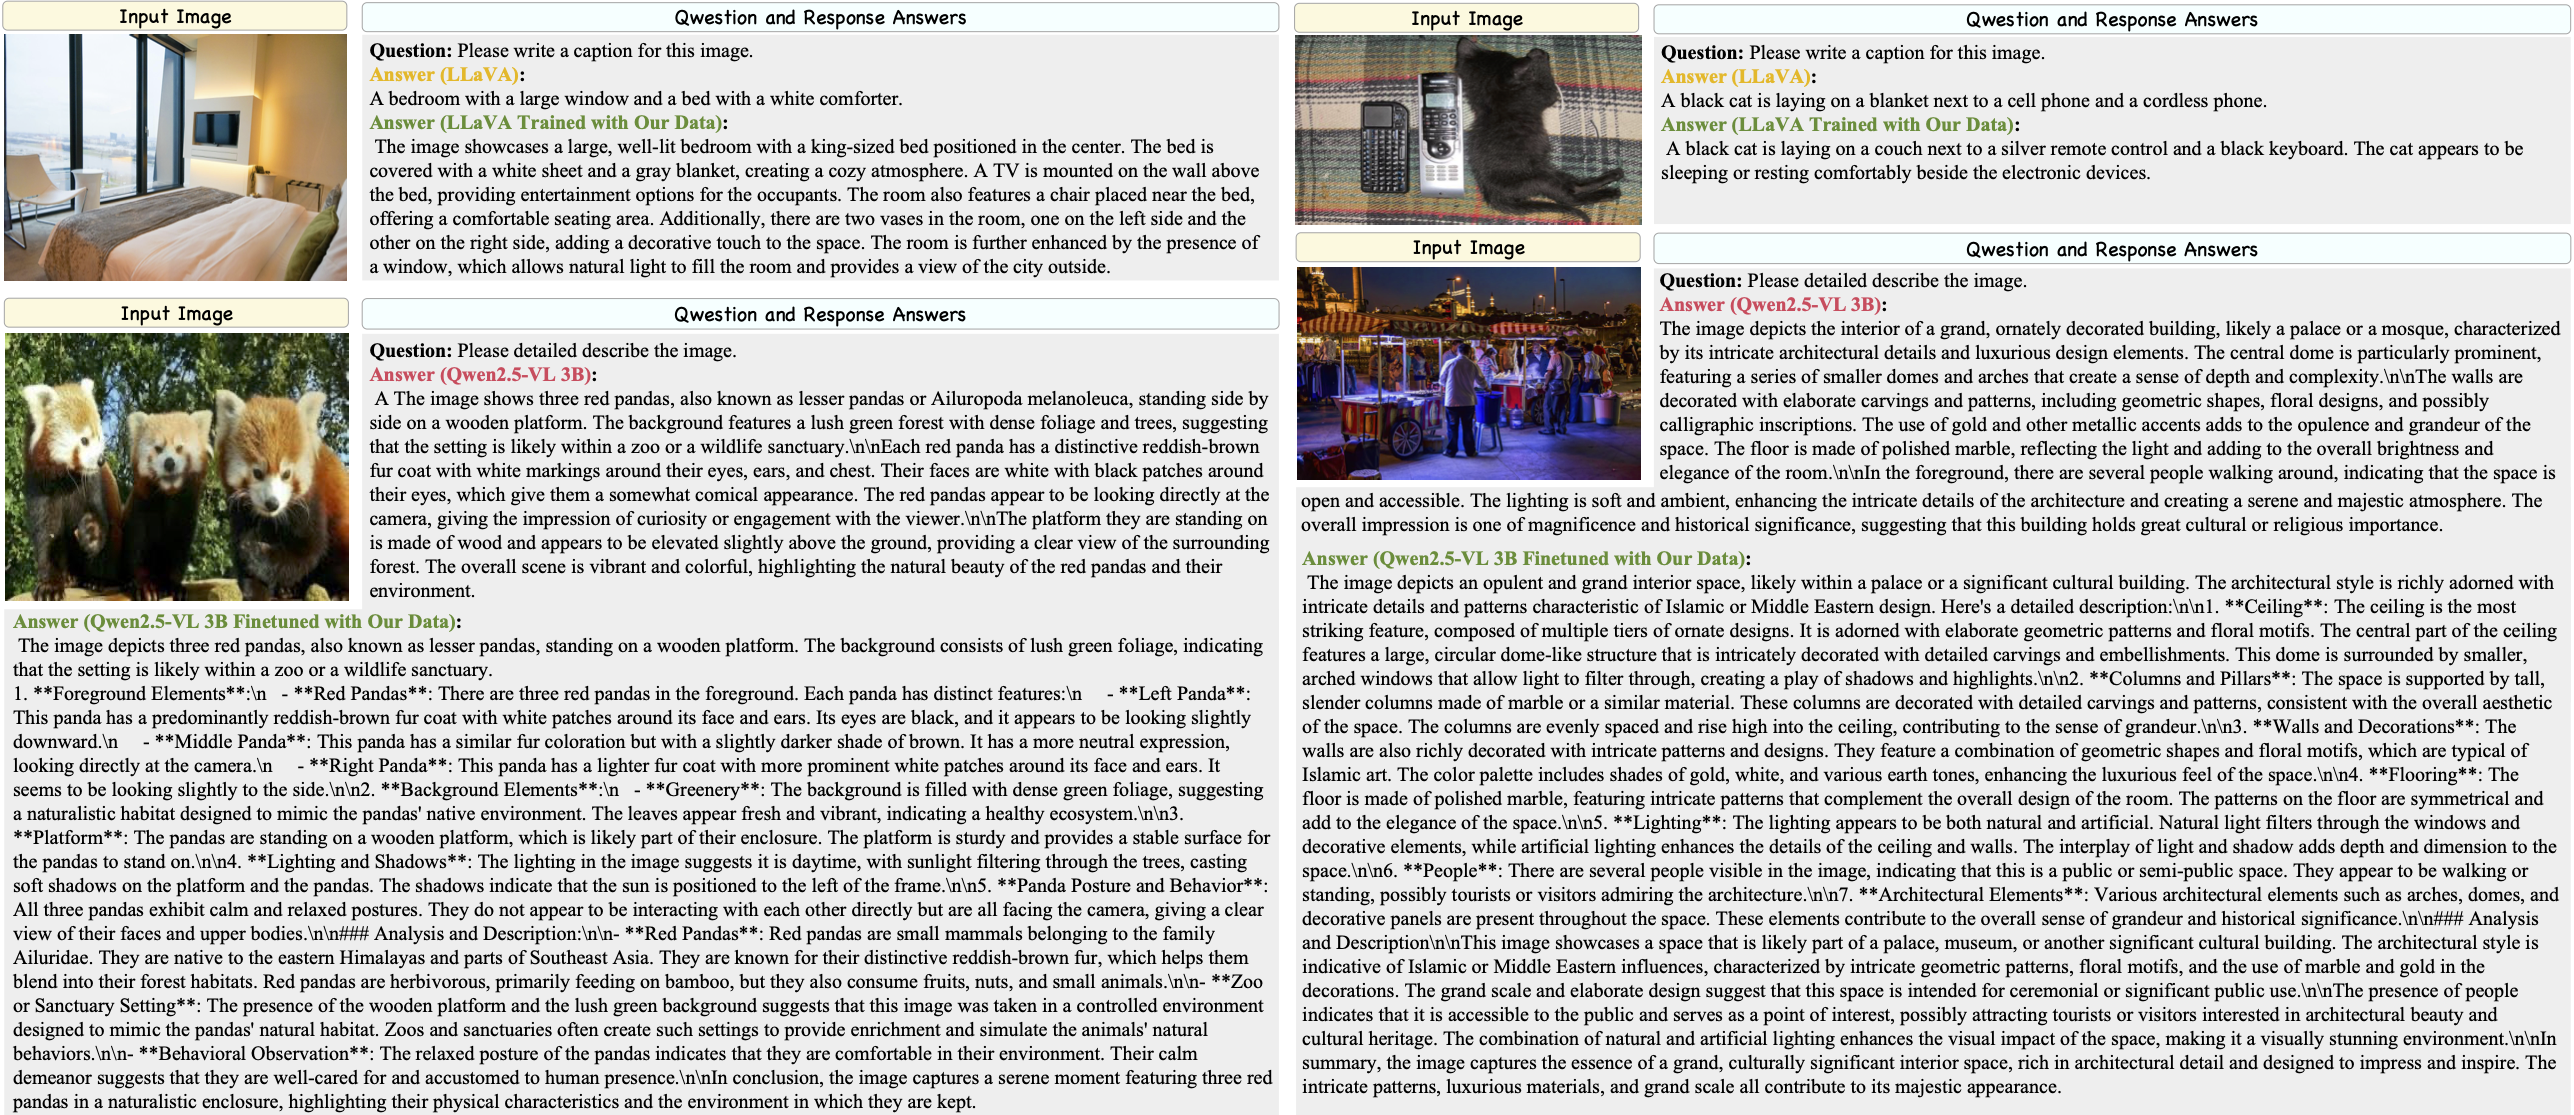 Input Image
Qwestion and Response Answers
Question: Please write a caption for this image.
Answer (LLaVA):
A bedroom with a large window and a bed with a white comforter.
Answer (LLaVA Trained with Our Data):
The image showcases a large, well-lit bedroom with a king-sized bed positioned in the center. The bed is
covered with a white sheet and a gray blanket, creating a cozy atmosphere. A TV is mounted on the wall above
the bed, providing entertainment options for the occupants. The room also features a chair placed near the bed,
offering a comfortable seating area. Additionally, there are two vases in the room, one on the left side and the
other on the right side, adding a decorative touch to the space. The room is further enhanced by the presence of
a window, which allows natural light to fill the room and provides a view of the city outside.
Input Image
Qwestion and Response Answers
Question: Please detailed describe the image.
Answer (Qwen2.5-VL 3B):
A The image shows three red pandas, also known as lesser pandas or Ailuropoda melanoleuca, standing side by
side on a wooden platform. The background features a lush green forest with dense foliage and trees, suggesting
that the setting is likely within a zoo or a wildlife sanctuary.\n\nEach red panda has a distinctive reddish-brown
fur coat with white markings around their eyes, ears, and chest. Their faces are white with black patches around
their eyes, which give them a somewhat comical appearance. The red pandas appear to be looking directly at the
camera, giving the impression of curiosity or engagement with the viewer.\n\nThe platform they are standing on
is made of wood and appears to be elevated slightly above the ground, providing a clear view of the surrounding
forest. The overall scene is vibrant and colorful, highlighting the natural beauty of the red pandas and their
environment.
Answer (Qwen2.5-VL 3B Finetuned with Our Data):
The image depicts three red pandas, also known as lesser pandas, standing on a wooden platform. The background consists of lush green foliage, indicating
that the setting is likely within a zoo or a wildlife sanctuary.
1. **Foreground Elements**:\n - **Red Pandas**: There are three red pandas in the foreground. Each panda has distinct features:\n - **Left Panda**:
This panda has a predominantly reddish-brown fur coat with white patches around its face and ears. Its eyes are black, and it appears to be looking slightly
downward.\n - **Middle Panda**: This panda has a similar fur coloration but with a slightly darker shade of brown. It has a more neutral expression,
looking directly at the camera.\n - **Right Panda**: This panda has a lighter fur coat with more prominent white patches around its face and ears. It
seems to be looking slightly to the side.\n\n2. **Background Elements**:\n - **Greenery**: The background is filled with dense green foliage, suggesting
a naturalistic habitat designed to mimic the pandas' native environment. The leaves appear fresh and vibrant, indicating a healthy ecosystem.\n\n3.
**Platform**: The pandas are standing on a wooden platform, which is likely part of their enclosure. The platform is sturdy and provides a stable surface for
the pandas to stand on.\n\n4. **Lighting and Shadows**: The lighting in the image suggests it is daytime, with sunlight filtering through the trees, casting
soft shadows on the platform and the pandas. The shadows indicate that the sun is positioned to the left of the frame.\n\n5. **Panda Posture and Behavior**:
All three pandas exhibit calm and relaxed postures. They do not appear to be interacting with each other directly but are all facing the camera, giving a clear
view of their faces and upper bodies.\n\n### Analysis and Description:\n\n- **Red Pandas**: Red pandas are small mammals belonging to the family
Ailuridae. They are native to the eastern Himalayas and parts of Southeast Asia. They are known for their distinctive reddish-brown fur, which helps them
blend into their forest habitats. Red pandas are herbivorous, primarily feeding on bamboo, but they also consume fruits, nuts, and small animals.\n\n- **Zoo
or Sanctuary Setting**: The presence of the wooden platform and the lush green background suggests that this image was taken in a controlled environment
designed to mimic the pandas' natural habitat. Zoos and sanctuaries often create such settings to provide enrichment and simulate the animals' natural
behaviors.\n\n- **Behavioral Observation**: The relaxed posture of the pandas indicates that they are comfortable in their environment. Their calm
demeanor suggests that they are well-cared for and accustomed to human presence.\n\nIn conclusion, the image captures a serene moment featuring three red
pandas in a naturalistic enclosure, highlighting their physical characteristics and the environment in which they are kept.
Input Image
Qwestion and Response Answers
Question: Please write a caption for this image.
Answer (LLaVA):
A black cat is laying on a blanket next to a cell phone and a cordless phone.
Answer (LLaVA Trained with Our Data):
A black cat is laying on a couch next to a silver remote control and a black keyboard. The cat appears to be
sleeping or resting comfortably beside the electronic devices.
Input Image
Qwestion and Response Answers
Question: Please detailed describe the image.
Answer (Qwen2.5-VL 3B):
The image depicts the interior of a grand, ornately decorated building, likely a palace or a mosque, characterized
by its intricate architectural details and luxurious design elements. The central dome is particularly prominent,
featuring a series of smaller domes and arches that create a sense of depth and complexity.\n\nThe walls are
decorated with elaborate carvings and patterns, including geometric shapes, floral designs, and possibly
calligraphic inscriptions. The use of gold and other metallic accents adds to the opulence and grandeur of the
space. The floor is made of polished marble, reflecting the light and adding to the overall brightness and
elegance of the room.\n\nIn the foreground, there are several people walking around, indicating that the space is
open and accessible. The lighting is soft and ambient, enhancing the intricate details of the architecture and creating a serene and majestic atmosphere. The
overall impression is one of magnificence and historical significance, suggesting that this building holds great cultural or religious importance.
Answer (Qwen2.5-VL 3B Finetuned with Our Data):
The image depicts an opulent and grand interior space, likely within a palace or a significant cultural building. The architectural style is richly adorned with
intricate details and patterns characteristic of Islamic or Middle Eastern design. Here's a detailed description:\n\n1. **Ceiling**: The ceiling is the most
striking feature, composed of multiple tiers of ornate designs. It is adorned with elaborate geometric patterns and floral motifs. The central part of the ceiling
features a large, circular dome-like structure that is intricately decorated with detailed carvings and embellishments. This dome is surrounded by smaller,
arched windows that allow light to filter through, creating a play of shadows and highlights.\n\n2. **Columns and Pillars**: The space is supported by tall,
slender columns made of marble or a similar material. These columns are decorated with detailed carvings and patterns, consistent with the overall aesthetic
of the space. The columns are evenly spaced and rise high into the ceiling, contributing to the sense of grandeur.\n\n3. **Walls and Decorations**: The
walls are also richly decorated with intricate patterns and designs. They feature a combination of geometric shapes and floral motifs, which are typical of
Islamic art. The color palette includes shades of gold, white, and various earth tones, enhancing the luxurious feel of the space.\n\n4. **Flooring**: The
floor is made of polished marble, featuring intricate patterns that complement the overall design of the room. The patterns on the floor are symmetrical and
add to the elegance of the space.\n\n5. **Lighting**: The lighting appears to be both natural and artificial. Natural light filters through the windows and
decorative elements, while artificial lighting enhances the details of the ceiling and walls. The interplay of light and shadow adds depth and dimension to the
space.\n\n6. **People**: There are several people visible in the image, indicating that this is a public or semi-public space. They appear to be walking or
standing, possibly tourists or visitors admiring the architecture.\n\n7. **Architectural Elements**: Various architectural elements such as arches, domes, and
decorative panels are present throughout the space. These elements contribute to the overall sense of grandeur and historical significance.\n\n### Analysis
and Description\n\nThis image showcases a space that is likely part of a palace, museum, or another significant cultural building. The architectural style is
indicative of Islamic or Middle Eastern influences, characterized by intricate geometric patterns, floral motifs, and the use of marble and gold in the
decorations. The grand scale and elaborate design suggest that this space is intended for ceremonial or significant public use.\n\nThe presence of people
indicates that it is accessible to the public and serves as a point of interest, possibly attracting tourists or visitors interested in architectural beauty and
cultural heritage. The combination of natural and artificial lighting enhances the visual impact of the space, making it a visually stunning environment.\n\nIn
summary, the image captures the essence of a grand, culturally significant interior space, rich in architectural detail and designed to impress and inspire. The
intricate patterns, luxurious materials, and grand scale all contribute to its majestic appearance.